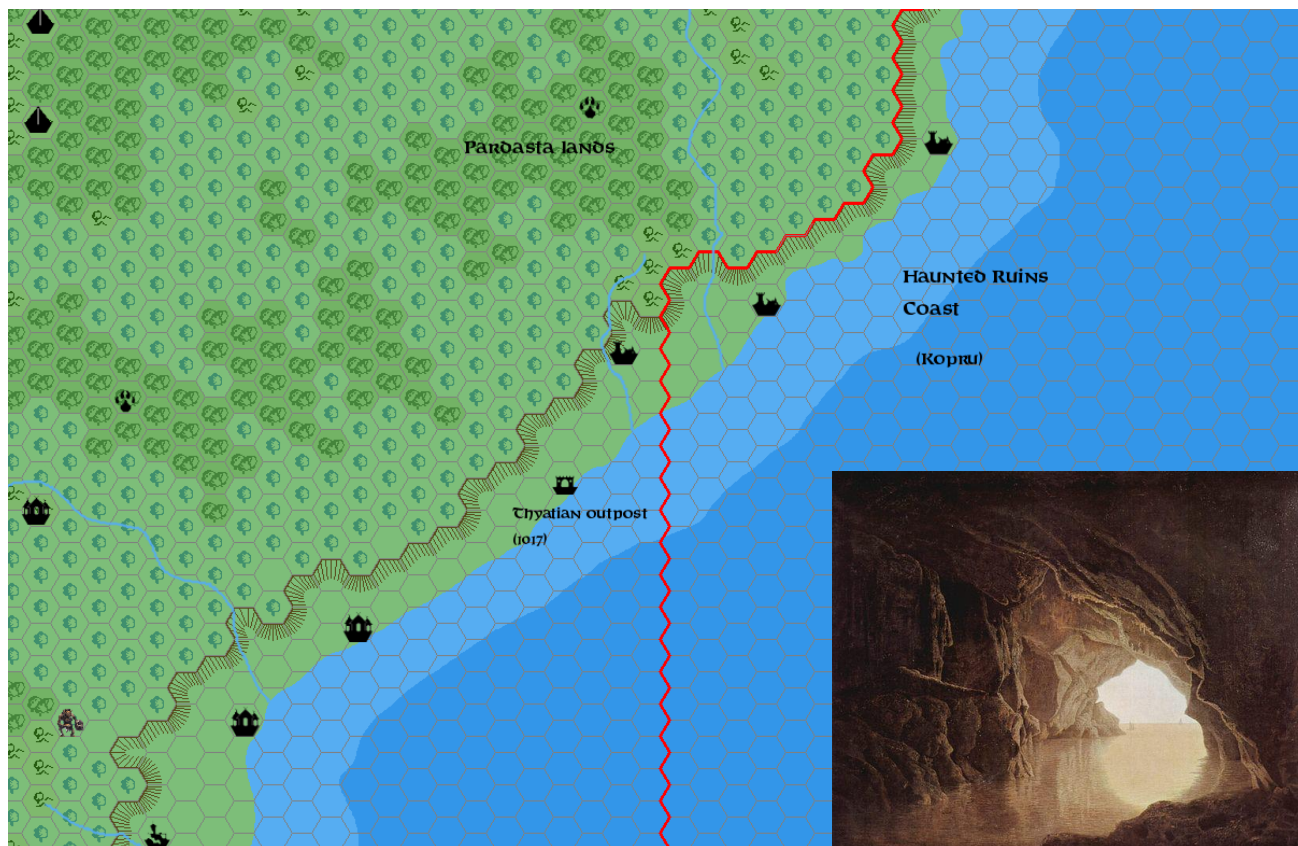 Pardasta lands
Haunted Ruins
Coast
(Kopru)
Thyatian outpost
(1017)